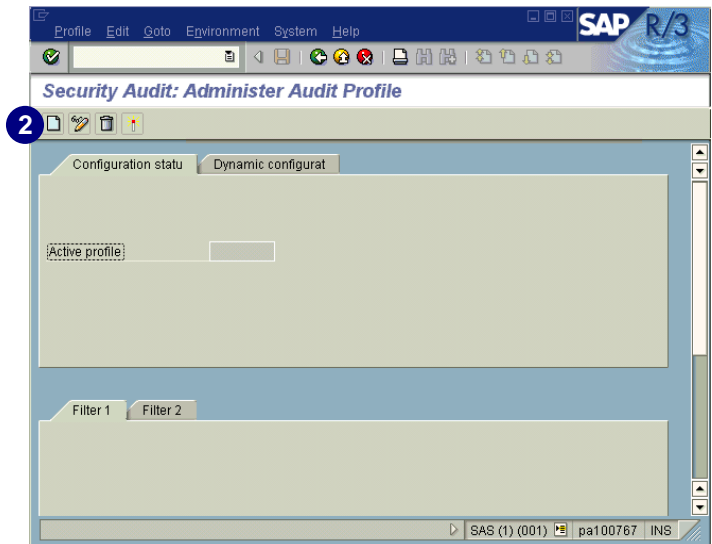 Profile Edit Goto Environment System Help
SAP R/3
Security Audit: Administer Audit Profile
2
Configuration statu Dynamic configurat
Active profile
Filter 1 Filter 2
SAS (1) (001) pa100767 INS